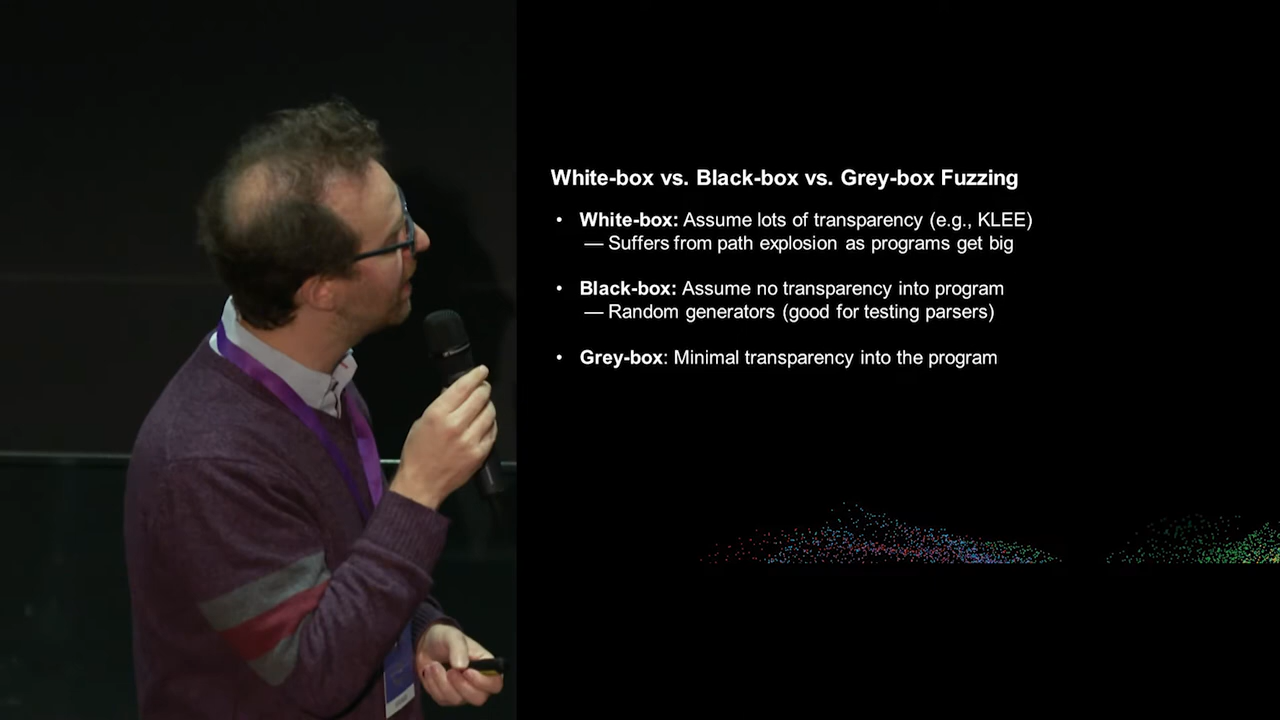 White-box vs. Black-box vs. Grey-box Fuzzing
• White-box: Assume lots of transparency (e.g., KLEE)
— Suffers from path explosion as programs get big
• Black-box: Assume no transparency into program
— Random generators (good for testing parsers)
• Grey-box: Minimal transparency into the program